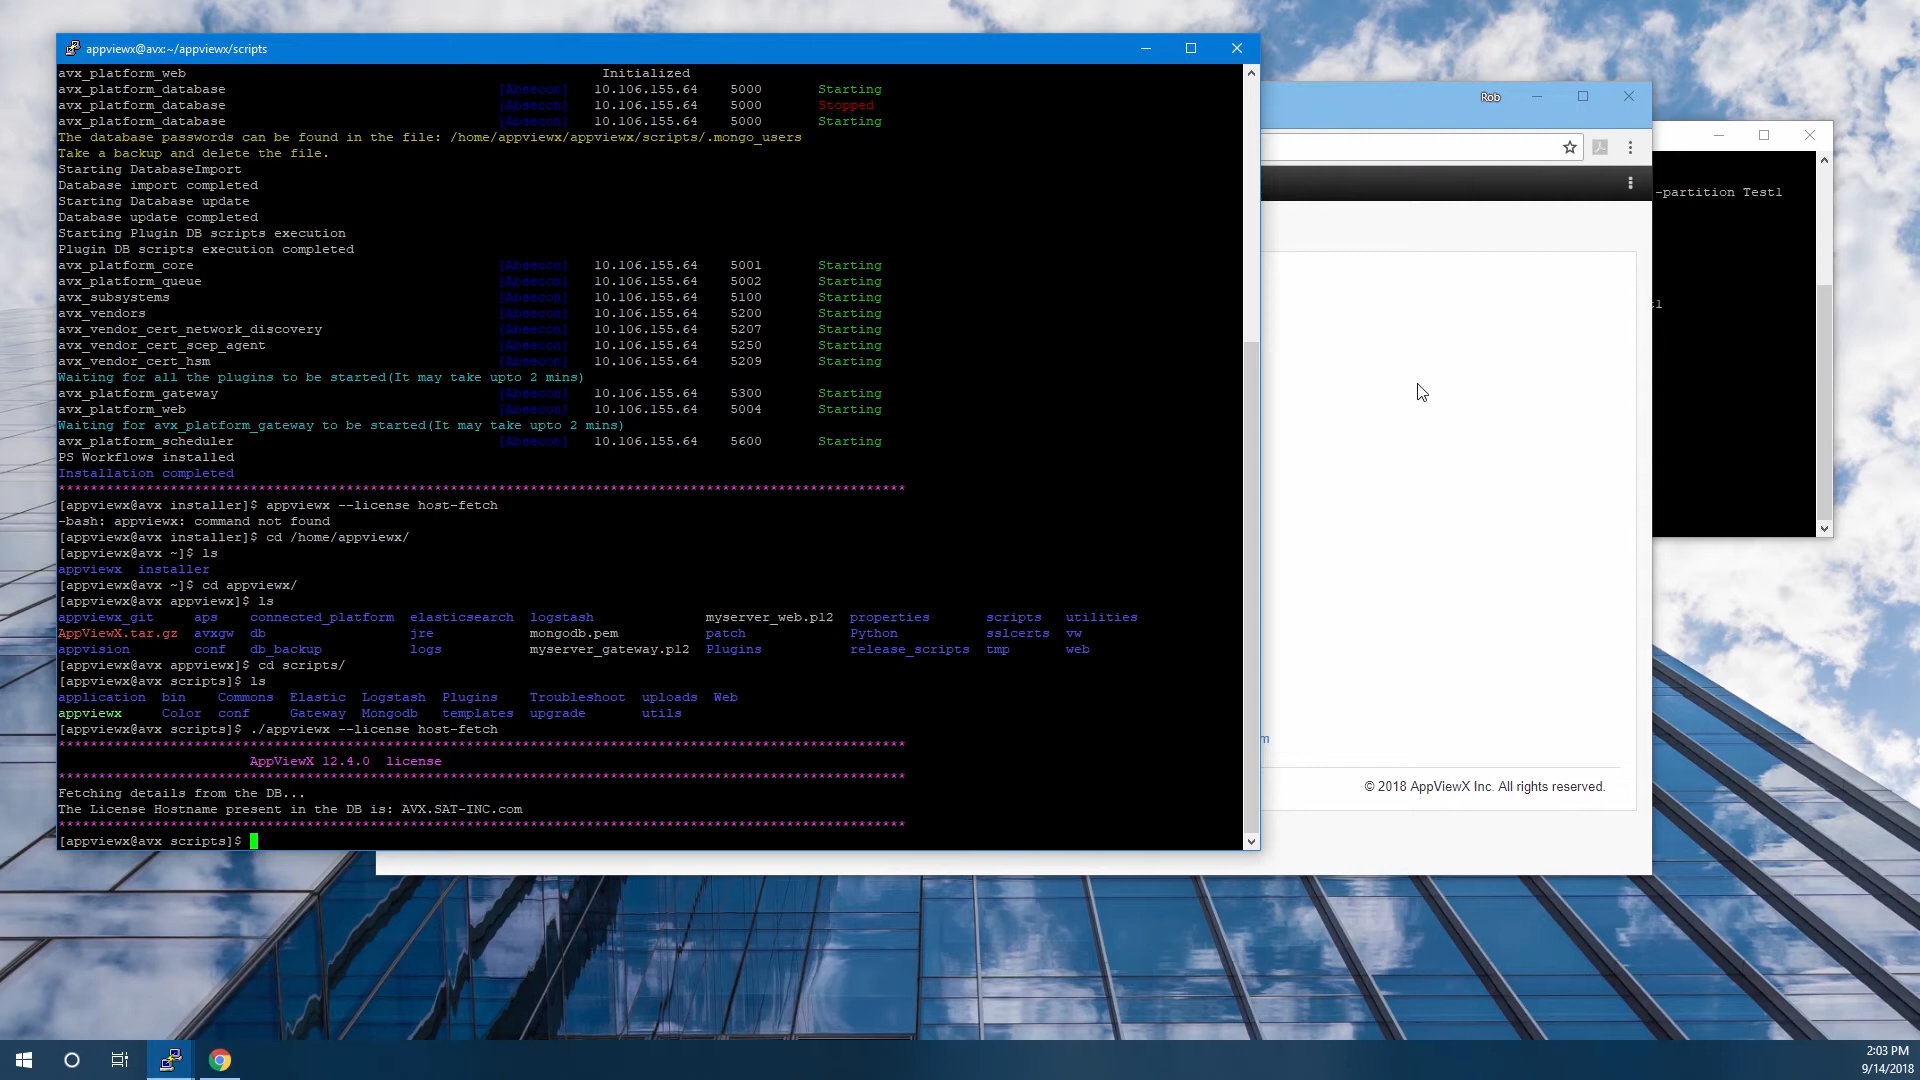 appviewx@avx:~/appviewx/scripts
avx_platform_web Initialized
avx_platform_database [Absecon] 10.106.155.64 5000 Starting
avx_platform_database [Absecon] 10.106.155.64 5000 Stopped
avx_platform_database [Absecon] 10.106.155.64 5000 Starting
The database passwords can be found in the file: /home/appviewx/appviewx/scripts/.mongo_users
Take a backup and delete the file.
Starting DatabaseImport
Database import completed
Starting Database update
Database update completed
Starting Plugin DB scripts execution
Plugin DB scripts execution completed
avx_platform_core [Absecon] 10.106.155.64 5001 Starting
avx_platform_queue [Absecon] 10.106.155.64 5002 Starting
avx_subsystems [Absecon] 10.106.155.64 5100 Starting
avx_vendors [Absecon] 10.106.155.64 5200 Starting
avx_vendor_cert_network_discovery [Absecon] 10.106.155.64 5207 Starting
avx_vendor_cert_scep_agent [Absecon] 10.106.155.64 5250 Starting
avx_vendor_cert_hsm [Absecon] 10.106.155.64 5209 Starting
Waiting for all the plugins to be started(It may take upto 2 mins)
avx_platform_gateway [Absecon] 10.106.155.64 5300 Starting
avx_platform_web [Absecon] 10.106.155.64 5004 Starting
Waiting for avx_platform_gateway to be started(It may take upto 2 mins)
avx_platform_scheduler [Absecon] 10.106.155.64 5600 Starting
PS Workflows installed
Installation completed
**********************************************************************************************************
[appviewx@avx installer]$ appviewx --license host-fetch
-bash: appviewx: command not found
[appviewx@avx installer]$ cd /home/appviewx/
[appviewx@avx ~]$ ls
appviewx installer
[appviewx@avx ~]$ cd appviewx/
[appviewx@avx appviewx]$ ls
appviewx_git aps connected_platform elasticsearch logstash myserver_web.p12 properties scripts utilities
AppViewX.tar.gz avxgw db jre mongodb.pem patch Python sslcerts vw
appvision conf db_backup logs myserver_gateway.p12 Plugins release_scripts tmp web
[appviewx@avx appviewx]$ cd scripts/
[appviewx@avx scripts]$ ls
application bin Commons Elastic Logstash Plugins Troubleshoot uploads Web
appviewx Color conf Gateway Mongodb templates upgrade utils
[appviewx@avx scripts]$ ./appviewx --license host-fetch
**********************************************************************************************************
AppViewX 12.4.0 license
**********************************************************************************************************
Fetching details from the DB...
The License Hostname present in the DB is: AVX.SAT-INC.com
**********************************************************************************************************
[appviewx@avx scripts]$
Rob
m
© 2018 AppViewX Inc. All rights reserved.
-partition Testl
2:03 PM
9/14/2018